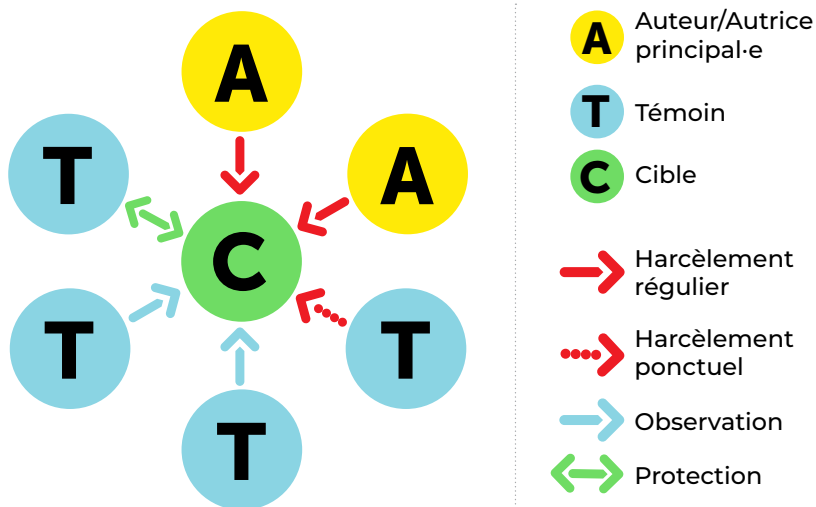 A
A
T
T
T
T
C
A
Auteur/Autrice
principal·e
T
Témoin
C
Cible
Harcèlement
régulier
Harcèlement
ponctuel
Observation
Protection